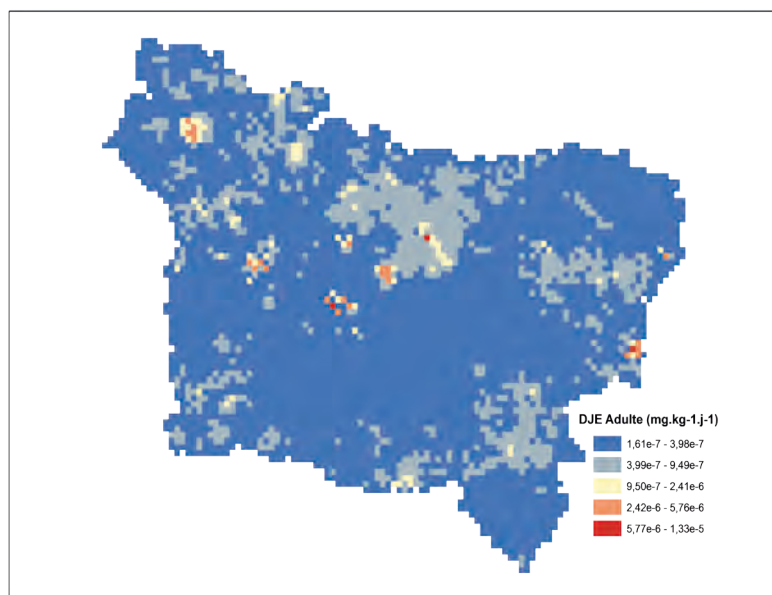 DJE Adulte (mg.kg-1.j-1)
1,61e-7 - 3,98e-7
3,99e-7 - 9,49e-7
9,50e-7 - 2,41e-6
2,42e-6 - 5,76e-6
5,77e-6 - 1,33e-5